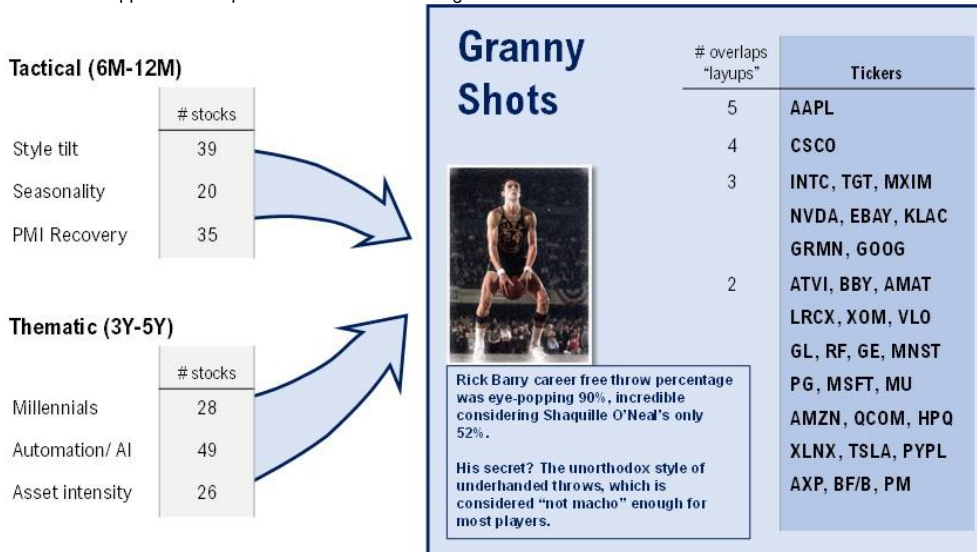 Tactical (6M-12M)
# stocks
Style tilt 39
Seasonality 20
PMI Recovery 35
Thematic (3Y-5Y)
# stocks
Millennials 28
Automation/ AI 49
Asset intensity 26
Granny
Shots
# overlaps
"layups" Tickers
5 AAPL
4 CSCO
3 INTC, TGT, MXIM
NVDA, EBAY, KLAC
GRMN, GOOG
2 ATVI, BBY, AMAT
LRCX, XOM, VLO
GL, RF, GE, MNST
PG, MSFT, MU
AMZN, QCOM, HPQ
XLNX, TSLA, PYPL
AXP, BF/B, PM
Rick Barry career free throw percentage
was eye-popping 90%, incredible
considering Shaquille O'Neal's only
52%.
His secret? The unorthodox style of
underhanded throws, which is
considered "not macho" enough for
most players.